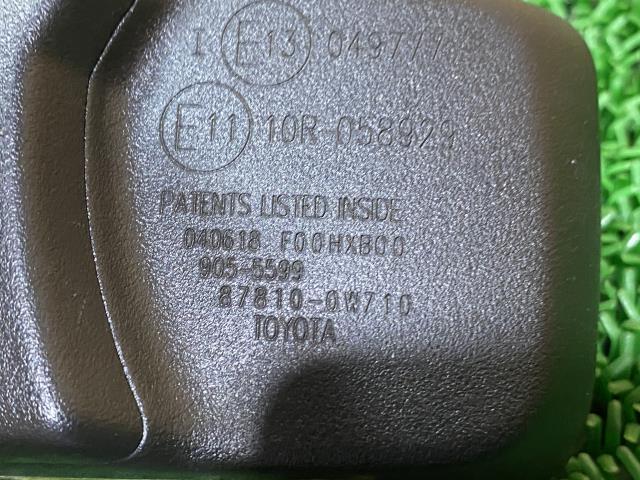 I E13 049777
E11 10R-058929
PATENTS LISTED INSIDE
040618 F00HXB00
905-5599
87810-0W710
TOYOTA